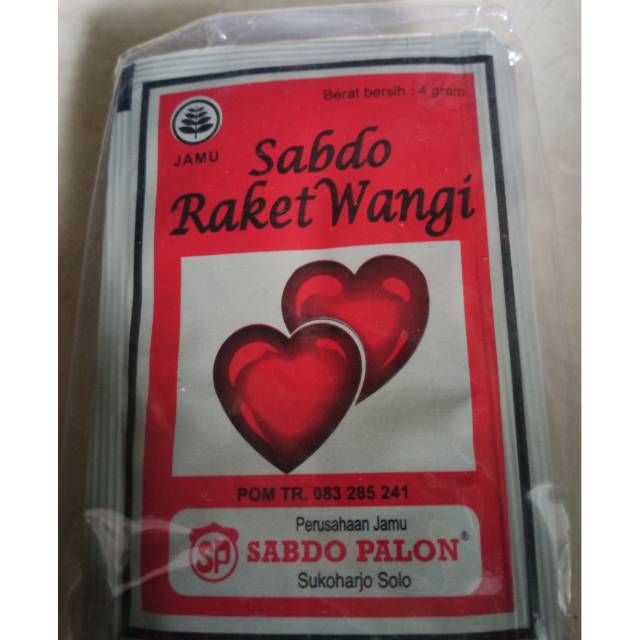 Berat bersih : 4 gram
JAMU
Sabdo
Raket Wangi
POM TR. 083 285 241
Perusahaan Jamu
SP SABDO PALON®
Sukoharjo Solo